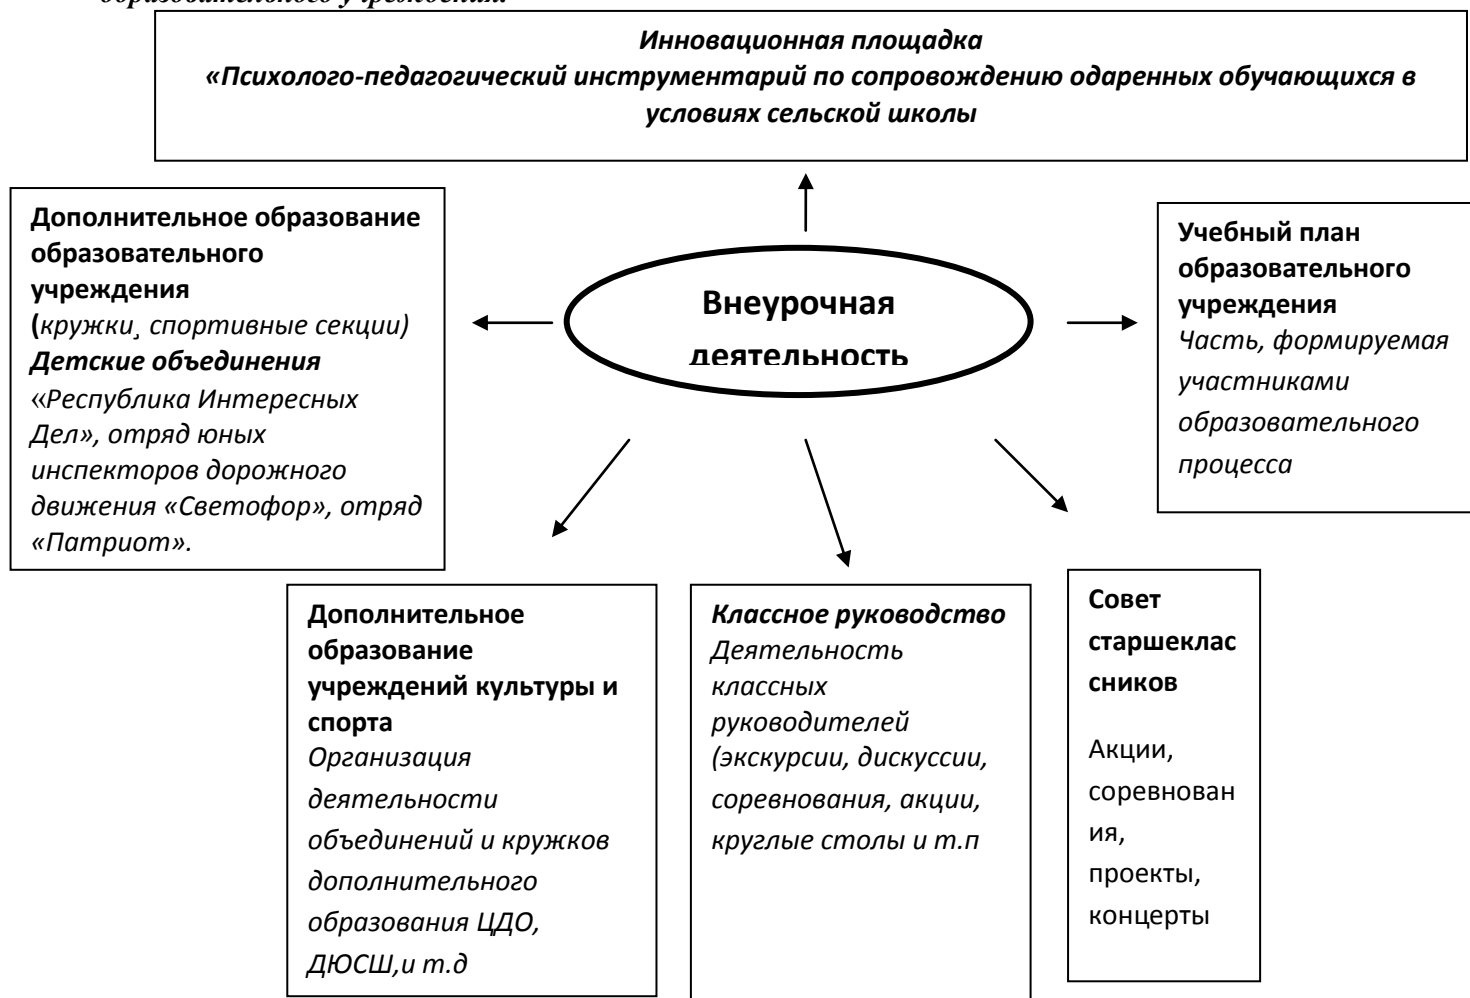 образовательного учреждения.
Инновационная площадка
«Психолого-педагогический инструментарий по сопровождению одаренных обучающихся в
условиях сельской школы
Дополнительное образование
образовательного
учреждения
(кружки¸ спортивные секции)
Детские объединения
«Республика Интересных
Дел», отряд юных
инспекторов дорожного
движения «Светофор», отряд
«Патриот».
Внеурочная
деятельность
Учебный план
образовательного
учреждения
Часть, формируемая
участниками
образовательного
процесса
Дополнительное
образование
учреждений культуры и
спорта
Организация
деятельности
объединений и кружков
дополнительного
образования ЦДО,
ДЮСШ,и т.д
Классное руководство
Деятельность
классных
руководителей
(экскурсии, дискуссии,
соревнования, акции,
круглые столы и т.п
Совет
старшеклас
сников
Акции,
соревнован
ия,
проекты,
концерты